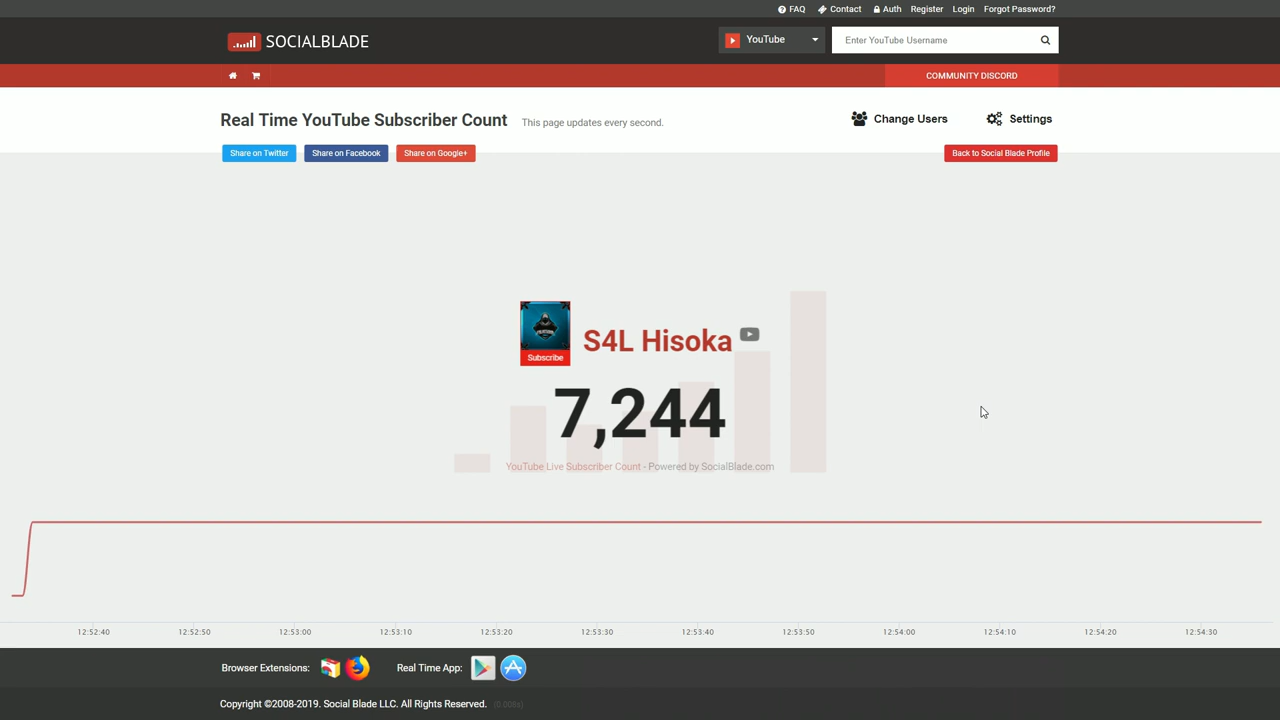 FAQ Contact Auth Register Login Forgot Password?
SOCIALBLADE
YouTube
Enter YouTube Username
COMMUNITY DISCORD
Real Time YouTube Subscriber Count This page updates every second.
Change Users Settings
Share on Twitter Share on Facebook Share on Google+ Back to Social Blade Profile
S4L Hisoka
Subscribe
7,244
YouTube Live Subscriber Count - Powered by SocialBlade.com
12:52:40 12:52:50 12:53:00 12:53:10 12:53:20 12:53:30 12:53:40 12:53:50 12:54:00 12:54:10 12:54:20 12:54:30
Browser Extensions: Real Time App:
Copyright ©2008-2019. Social Blade LLC. All Rights Reserved.